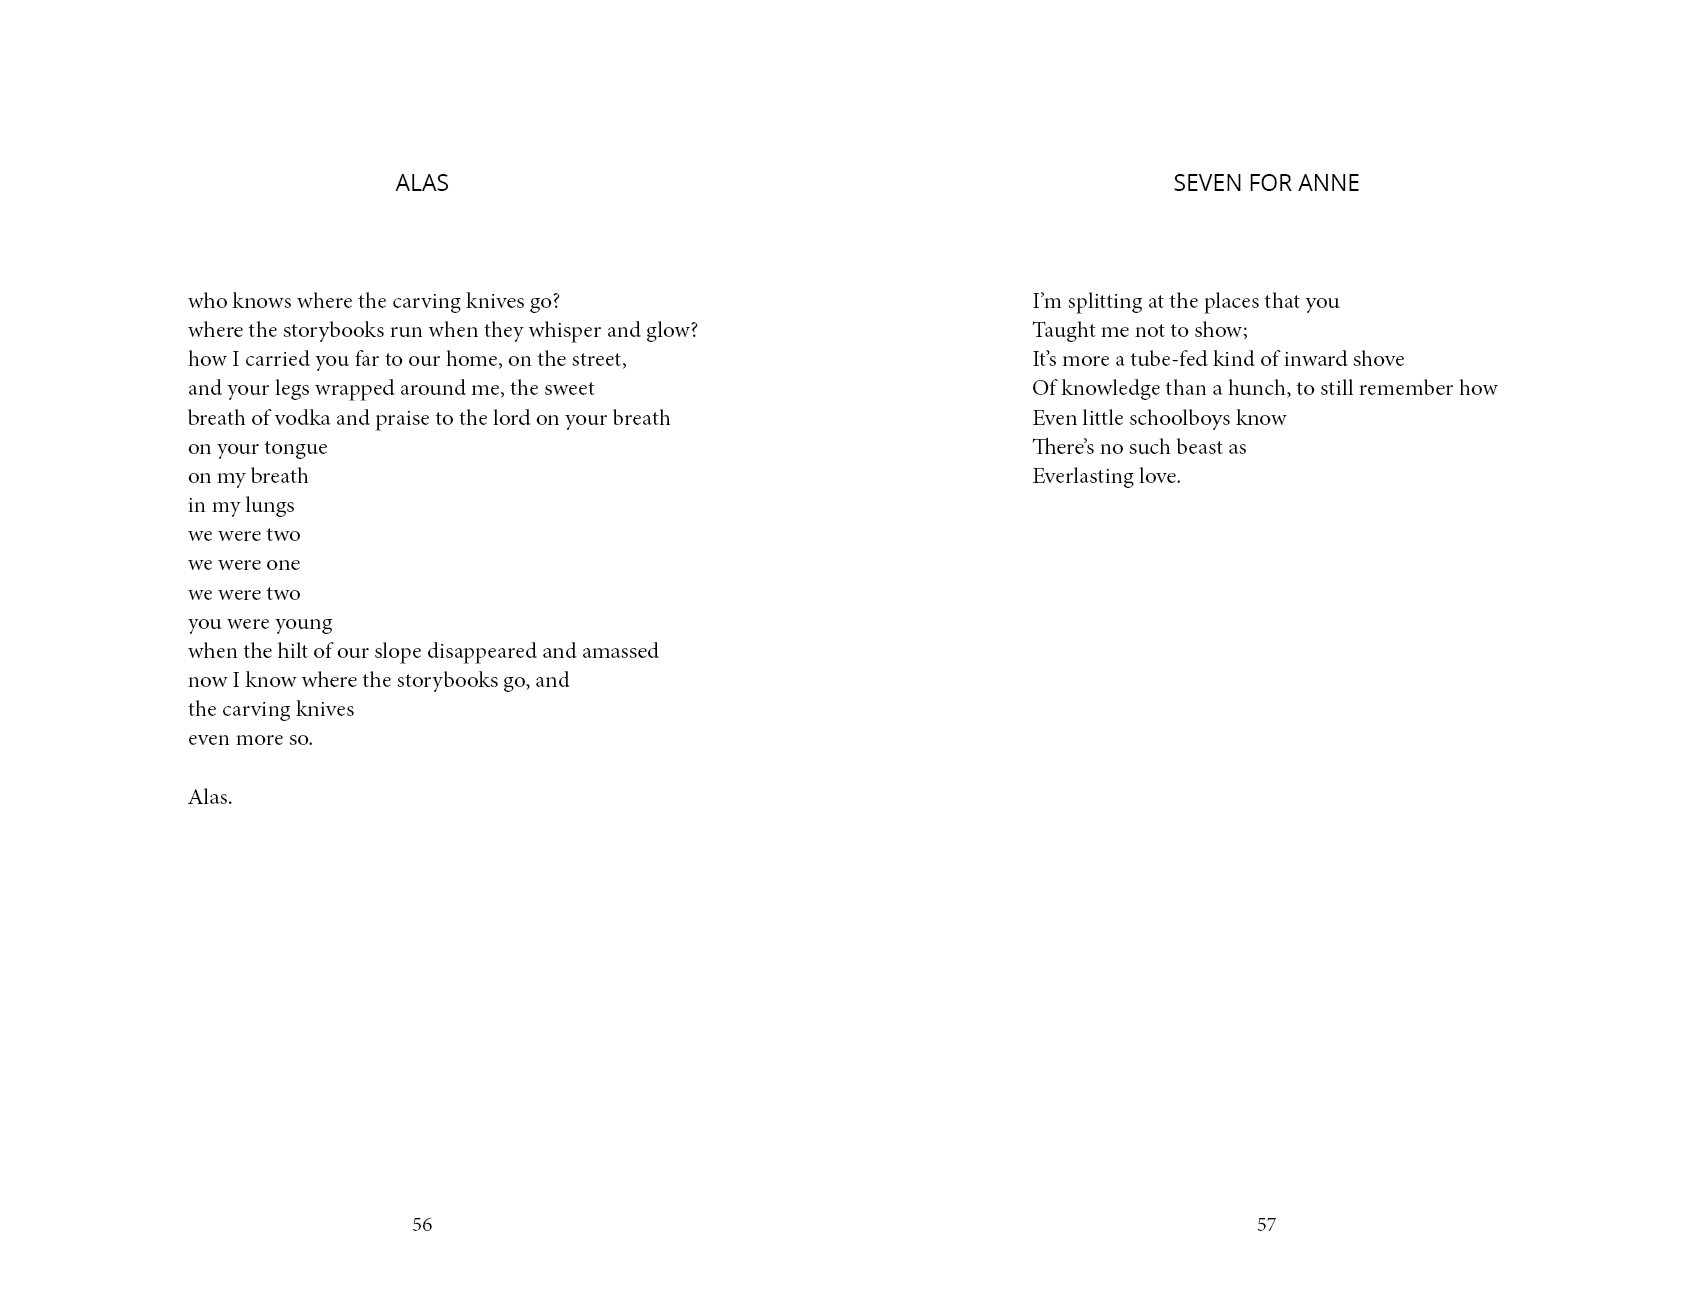 ALAS
who knows where the carving knives go?
where the storybooks run when they whisper and glow?
how I carried you far to our home, on the street,
and your legs wrapped around me, the sweet
breath of vodka and praise to the lord on your breath
on your tongue
on my breath
in my lungs
we were two
we were one
we were two
you were young
when the hilt of our slope disappeared and amassed
now I know where the storybooks go, and
the carving knives
even more so.
Alas.
56
SEVEN FOR ANNE
I’m splitting at the places that you
Taught me not to show;
It’s more a tube-fed kind of inward shove
Of knowledge than a hunch, to still remember how
Even little schoolboys know
There’s no such beast as
Everlasting love.
57